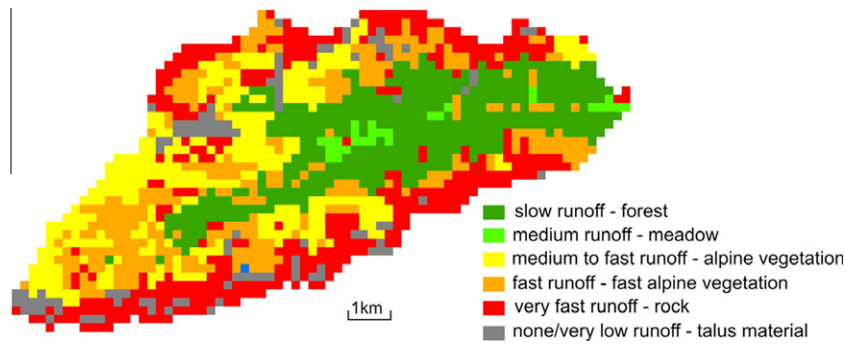 slow runoff - forest
medium runoff - meadow
medium to fast runoff - alpine vegetation
fast runoff - fast alpine vegetation
very fast runoff - rock
1km
none/very low runoff - talus material